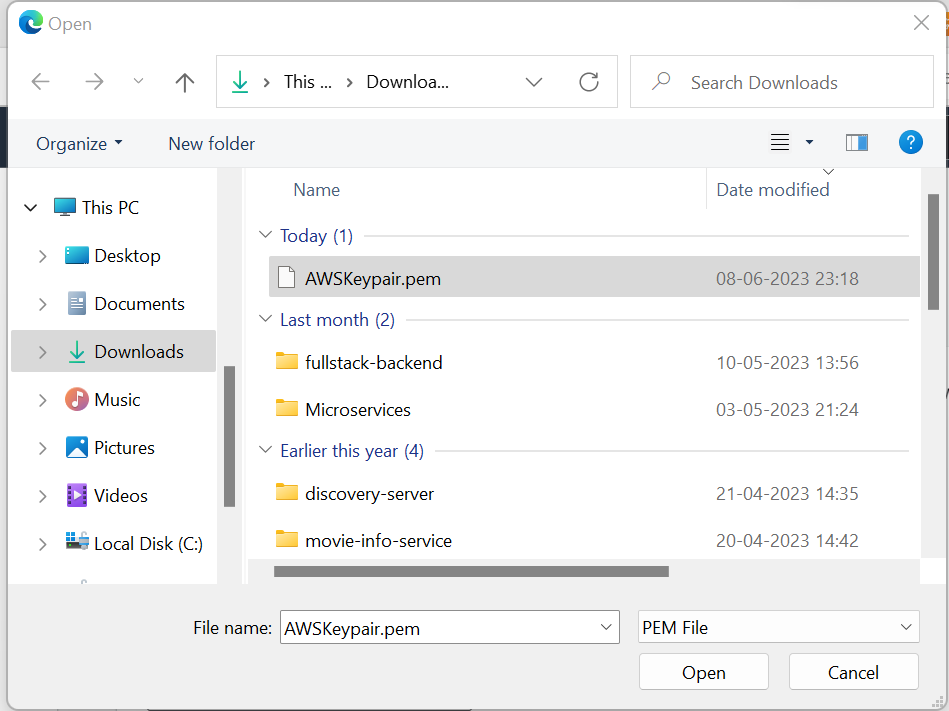 Open
This ... Downloa...
Search Downloads
Organize New folder
?
Name Date modified
This PC
Desktop
Documents
Downloads
Music
Pictures
Videos
Local Disk (C:)
Today (1)
AWSKeypair.pem 08-06-2023 23:18
Last month (2)
fullstack-backend 10-05-2023 13:56
Microservices 03-05-2023 21:24
Earlier this year (4)
discovery-server 21-04-2023 14:35
movie-info-service 20-04-2023 14:42
File name: AWSKeypair.pem PEM File
Open Cancel